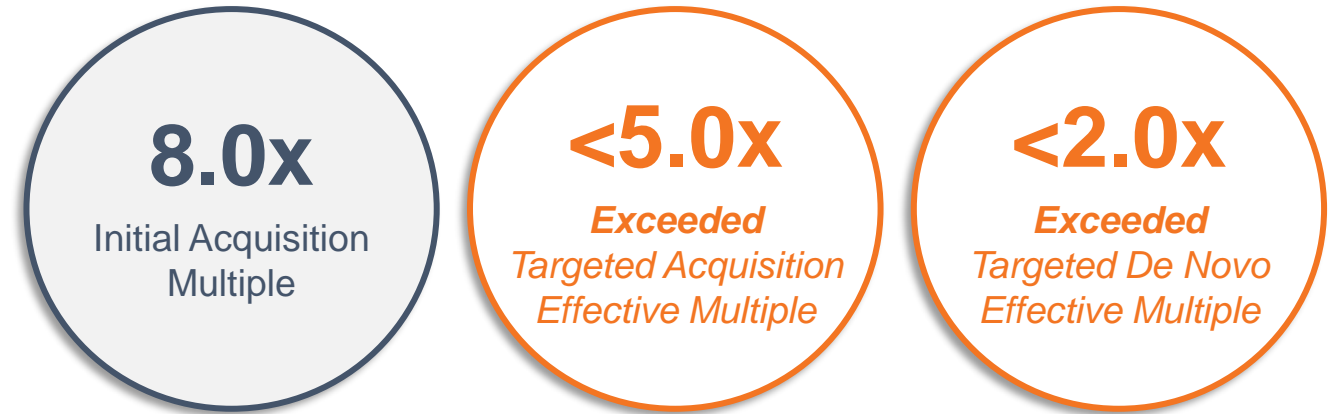 8.0x
Initial Acquisition
Multiple
<5.0x
Exceeded
Targeted Acquisition
Effective Multiple
<2.0x
Exceeded
Targeted De Novo
Effective Multiple